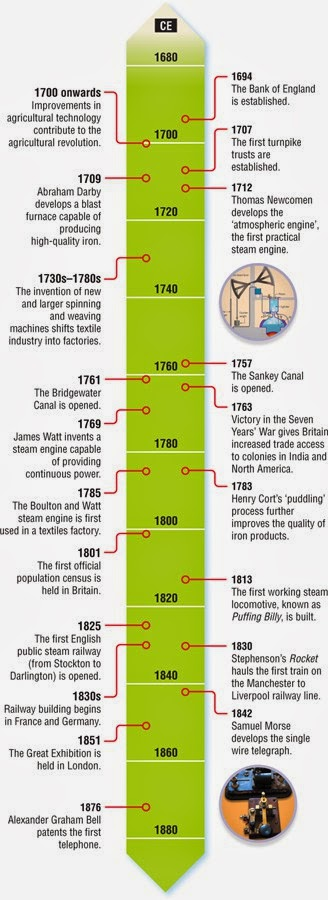 CE
1680
1694
The Bank of England
is established.
1700 onwards
Improvements in
agricultural technology
contribute to the
agricultural revolution.
1700
1707
The first turnpike
trusts are
established.
1709
Abraham Darby
develops a blast
furnace capable of
producing
high-quality iron.
1712
Thomas Newcomen
develops the
‘atmospheric engine’,
the first practical
steam engine.
1720
1730s–1780s
The invention of new
and larger spinning
and weaving
machines shifts textile
industry into factories.
1740
1757
The Sankey Canal
is opened.
1760
1761
The Bridgewater
Canal is opened.
1763
Victory in the Seven
Years’ War gives Britain
increased trade access
to colonies in India and
North America.
1769
James Watt invents a
steam engine capable
of providing
continuous power.
1780
1783
Henry Cort’s ‘puddling’
process further
improves the quality of
iron products.
1785
The Boulton and Watt
steam engine is first
used in a textiles factory.
1800
1801
The first official
population census is
held in Britain.
1813
The first working steam
locomotive, known as
Puffing Billy, is built.
1820
1825
The first English
public steam railway
(from Stockton to
Darlington) is opened.
1830
Stephenson’s Rocket
hauls the first train on
the Manchester to
Liverpool railway line.
1830s
Railway building begins
in France and Germany.
1840
1842
Samuel Morse
develops the single
wire telegraph.
1851
The Great Exhibition is
held in London.
1860
1876
Alexander Graham Bell
patents the first
telephone.
1880